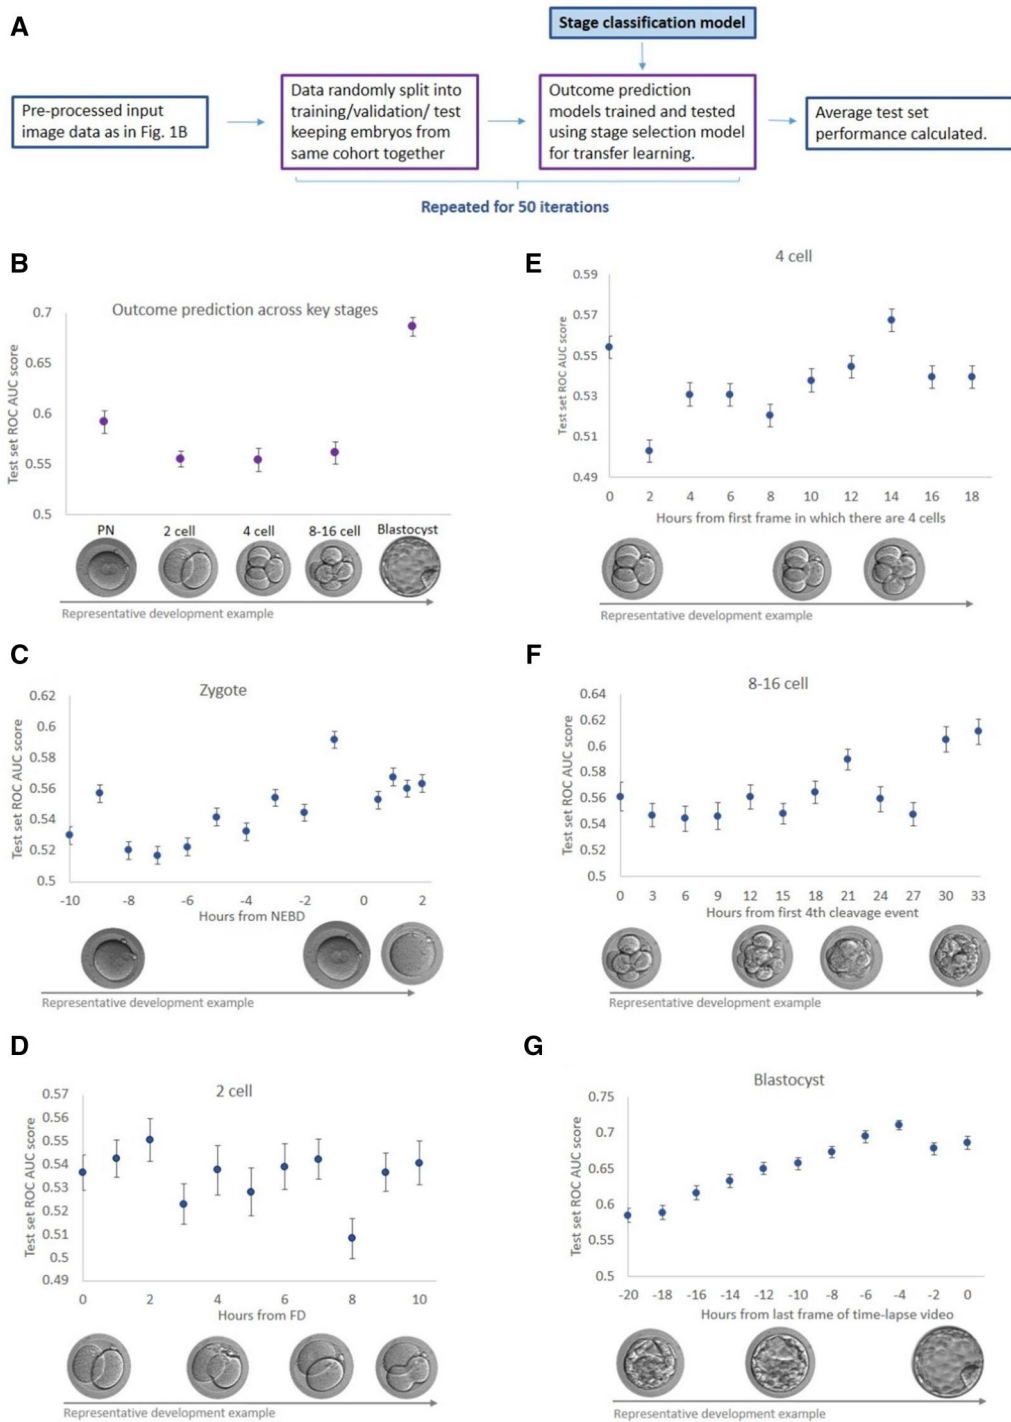 A
Stage classification model
Pre-processed input
image data as in Fig. 1B
Data randomly split into
training/validation/ test
keeping embryos from
same cohort together
Outcome prediction
models trained and tested
using stage selection model
for transfer learning.
Average test set
performance calculated.
Repeated for 50 iterations
B
Outcome prediction across key stages
Test set ROC AUC score
0.7
0.65
0.6
0.55
0.5
PN 2 cell 4 cell 8-16 cell Blastocyst
Representative development example
E
4 cell
Test set ROC AUC score
0.59
0.57
0.55
0.53
0.51
0.49
0 2 4 6 8 10 12 14 16 18
Hours from first frame in which there are 4 cells
Representative development example
C
Zygote
Test set ROC AUC score
0.62
0.6
0.58
0.56
0.54
0.52
0.5
-10 -8 -6 -4 -2 0 2
Hours from NEBD
Representative development example
F
8-16 cell
Test set ROC AUC score
0.64
0.62
0.6
0.58
0.56
0.54
0.52
0.5
0 3 6 9 12 15 18 21 24 27 30 33
Hours from first 4th cleavage event
Representative development example
D
2 cell
Test set ROC AUC score
0.57
0.56
0.55
0.54
0.53
0.52
0.51
0.5
0.49
0 2 4 6 8 10
Hours from FD
Representative development example
G
Blastocyst
Test set ROC AUC score
0.75
0.7
0.65
0.6
0.55
0.5
-20 -18 -16 -14 -12 -10 -8 -6 -4 -2 0
Hours from last frame of time-lapse video
Representative development example